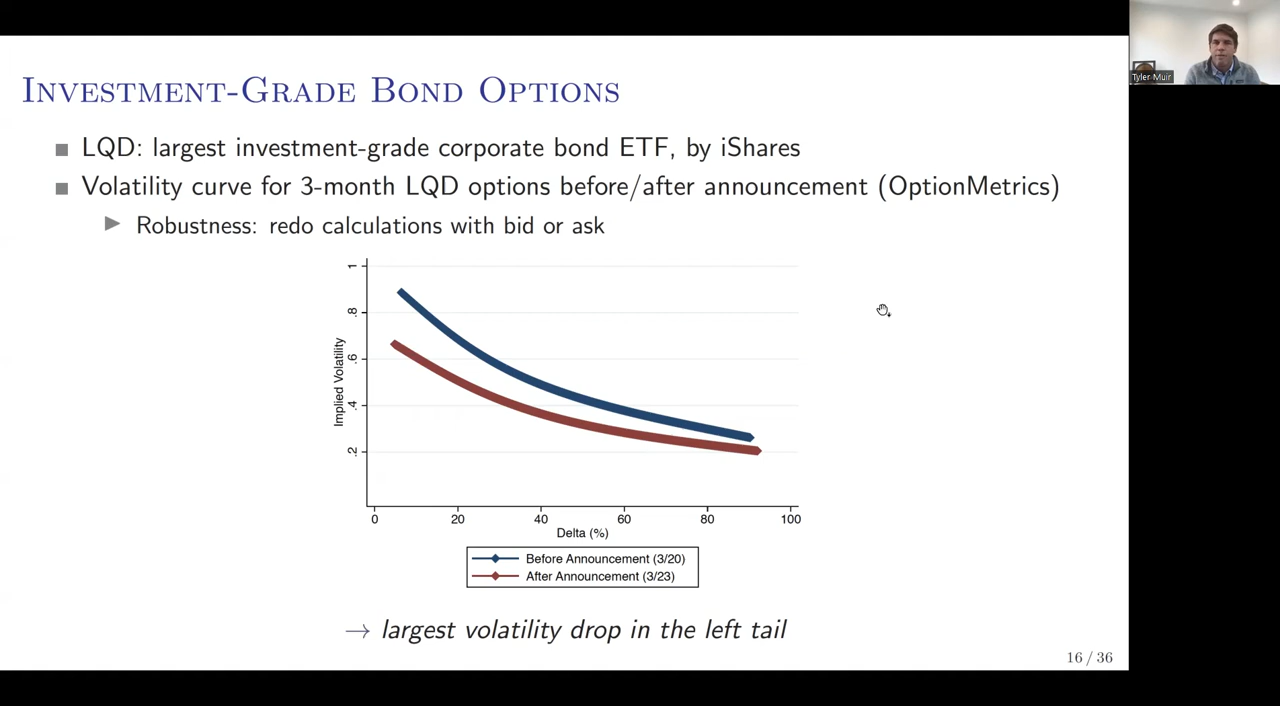 INVESTMENT-GRADE BOND OPTIONS
LQD: largest investment-grade corporate bond ETF, by iShares
Volatility curve for 3-month LQD options before/after announcement (OptionMetrics)
Robustness: redo calculations with bid or ask
1
.8
.6
.4
.2
Implied Volatility
0 20 40 60 80 100
Delta (%)
Before Announcement (3/20)
After Announcement (3/23)
→ largest volatility drop in the left tail
16 / 36
Tyler Muir